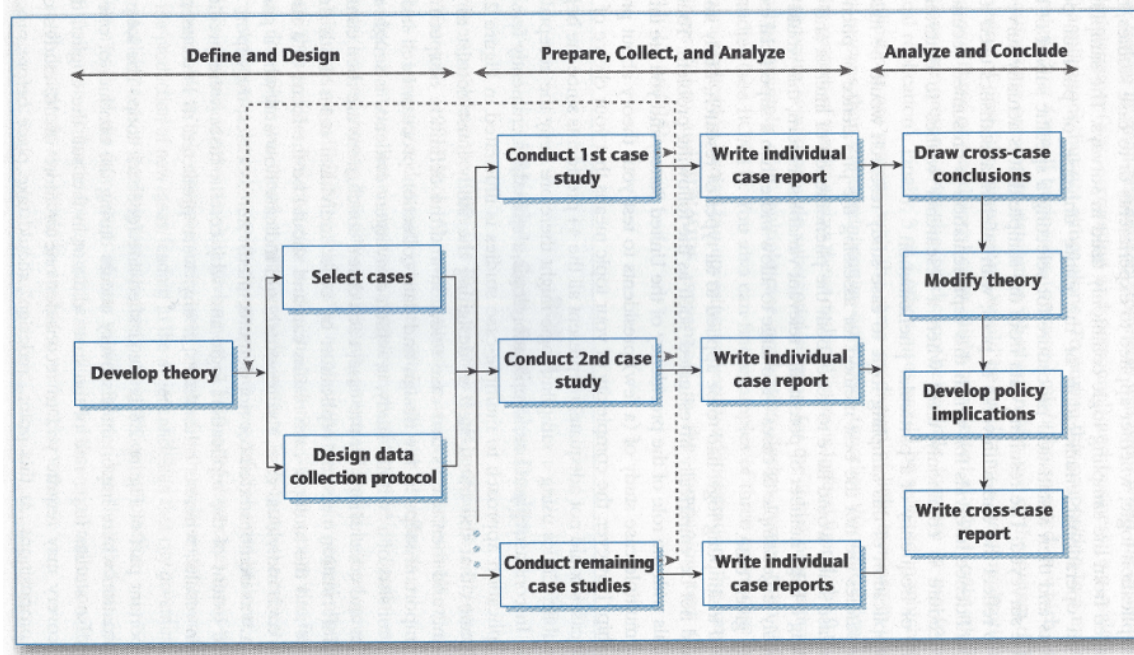 Define and Design
Prepare, Collect, and Analyze
Analyze and Conclude
Conduct 1st case
study
Write individual
case report
Draw cross-case
conclusions
Select cases
Modify theory
Develop theory
Conduct 2nd case
study
Write individual
case report
Develop policy
implications
Design data
collection protocol
Write cross-case
report
Conduct remaining
case studies
Write individual
case reports